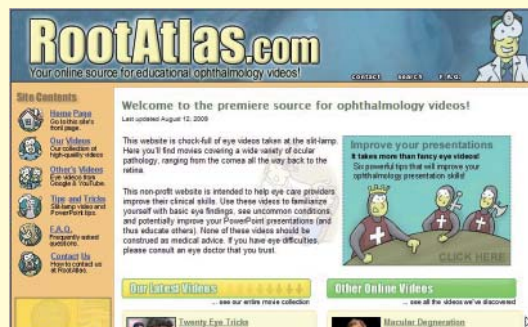 RootAtlas.com
Your online source for educational ophthalmology videos!
contact search F.A.Q.
Site Contents
Home Page
Go to this site's
front page.
Our Videos
Our collection of
high-quality videos
Other's Videos
Eye videos from
Google & YouTube.
Tips and Tricks
Slit-lamp video and
PowerPoint tips.
F.A.Q.
Frequently asked
questions.
Contact Us
How to contact us
at RootAtlas.
Welcome to the premiere source for ophthalmology videos!
Last updated August 12, 2009
This website is chock-full of eye videos taken at the slit-lamp.
Here you'll find movies covering a wide variety of ocular
pathology, ranging from the cornea all the way back to the
retina.
This non-profit website is intended to help eye care providers
improve their clinical skills. Use these videos to familiarize
yourself with basic eye findings, see uncommon conditions,
and potentially improve your PowerPoint presentations (and
thus educate others). None of these videos should be
construed as medical advice. If you have eye difficulties,
please consult an eye doctor that you trust.
Improve your presentations
It takes more than fancy eye videos!
Six powerful tips that will improve your
ophthalmology presentation skills!
CLICK HERE
Our Latest Videos
... see our entire movie collection
Twenty Eye Tricks
Other Online Videos
... see all the videos we've discovered
Macular Degeneration